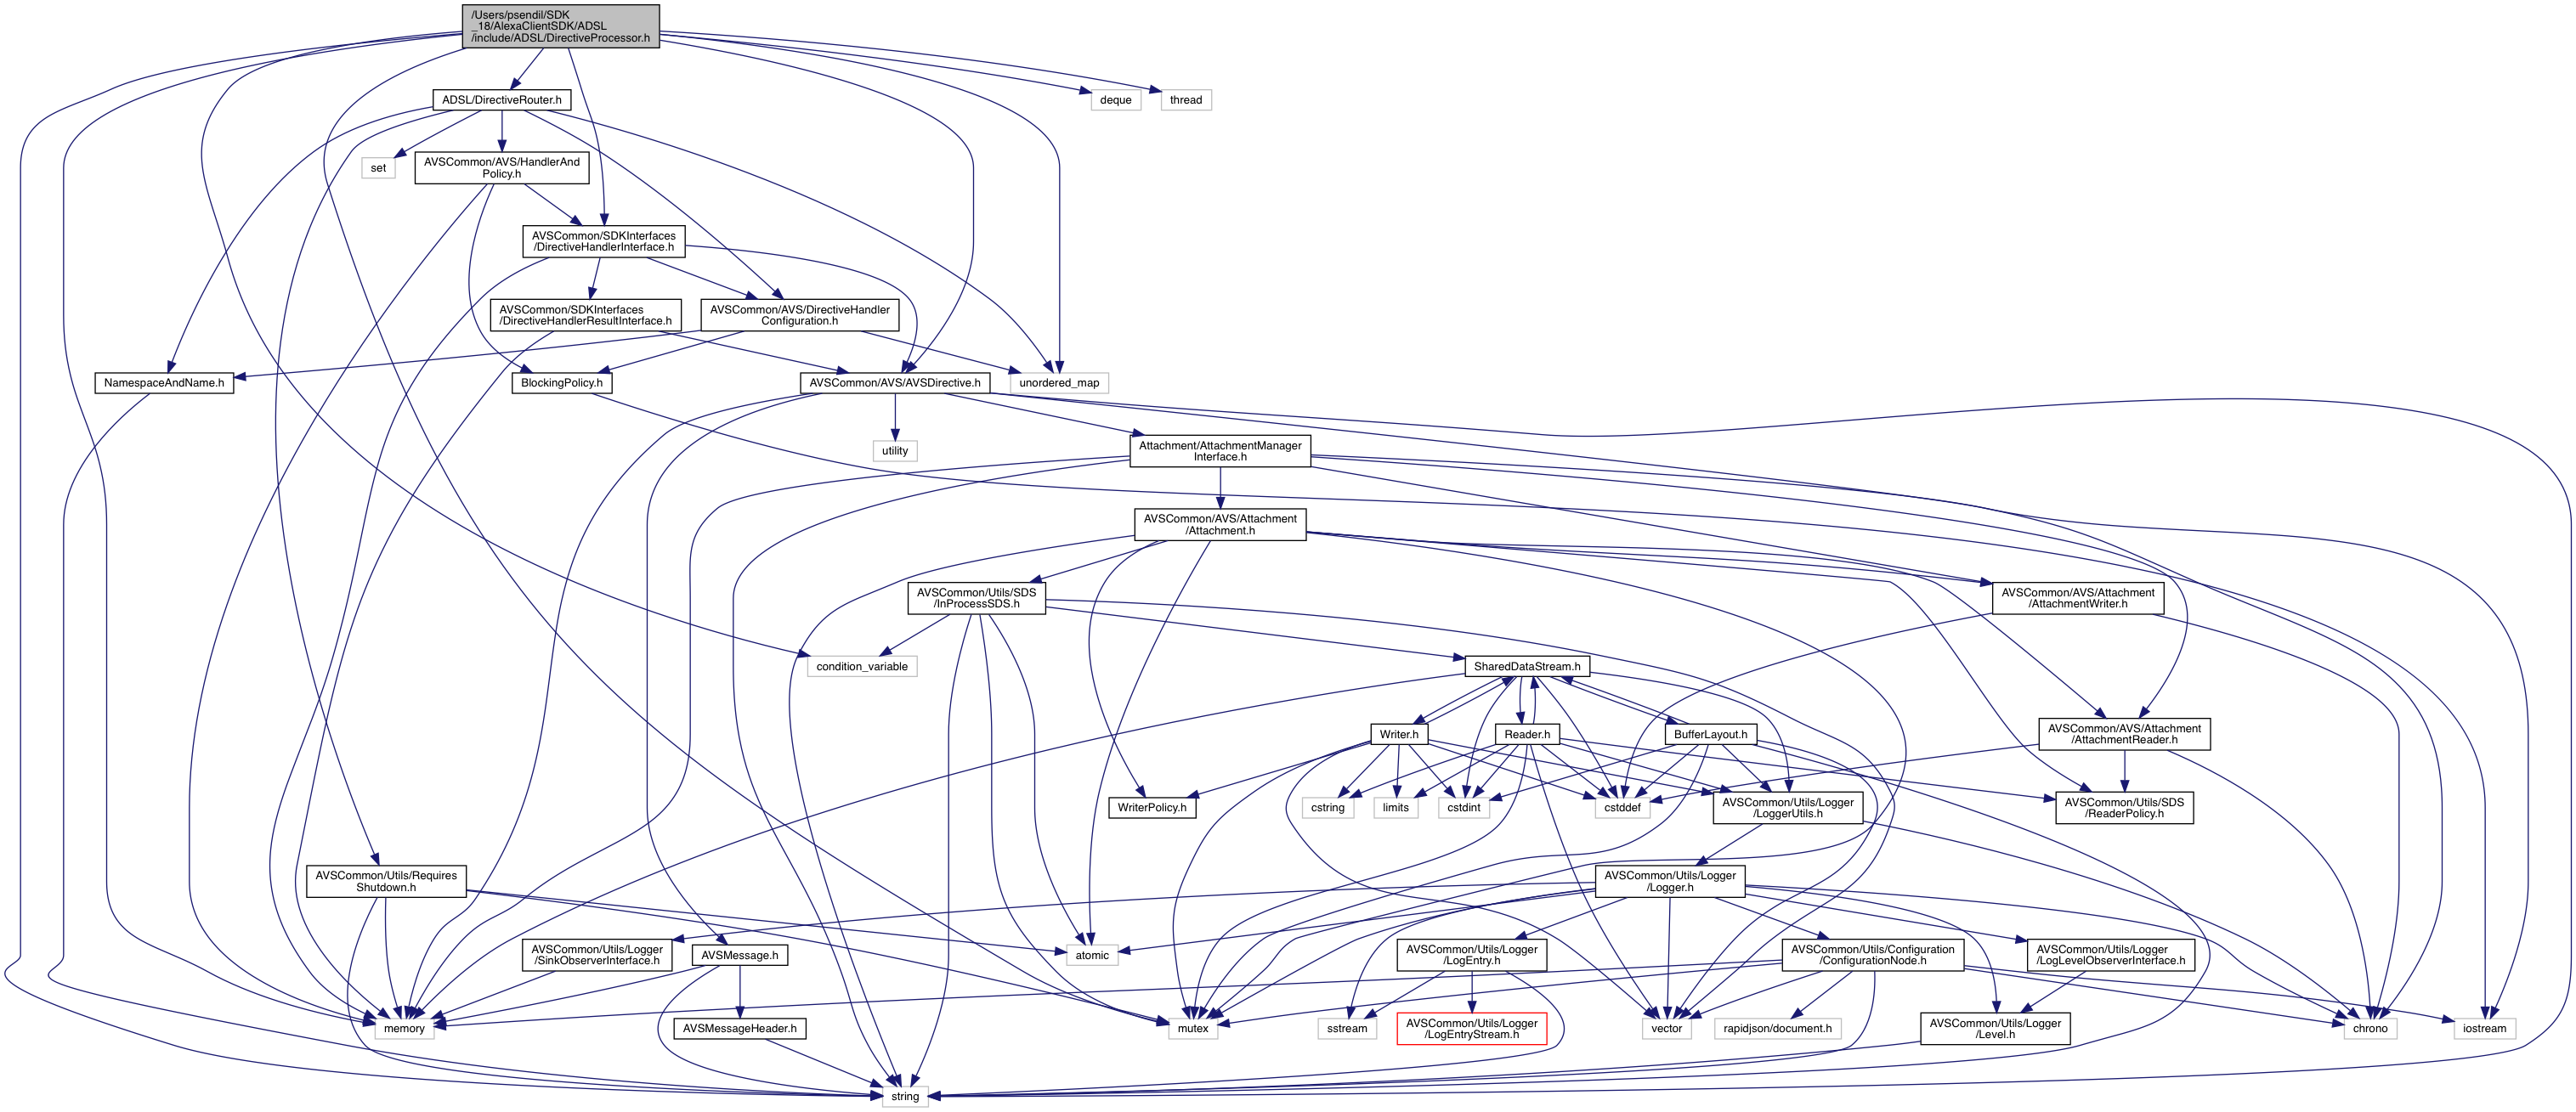 /Users/psendil/SDK
_18/AlexaClientSDK/ADSL
/include/ADSL/DirectiveProcessor.h
ADSL/DirectiveRouter.h
deque
thread
set
AVSCommon/AVS/HandlerAnd
Policy.h
AVSCommon/SDKInterfaces
/DirectiveHandlerInterface.h
AVSCommon/SDKInterfaces
/DirectiveHandlerResultInterface.h
AVSCommon/AVS/DirectiveHandler
Configuration.h
NamespaceAndName.h
BlockingPolicy.h
AVSCommon/AVS/AVSDirective.h
unordered_map
utility
Attachment/AttachmentManager
Interface.h
AVSCommon/AVS/Attachment
/Attachment.h
AVSCommon/Utils/SDS
/InProcessSDS.h
AVSCommon/AVS/Attachment
/AttachmentWriter.h
condition_variable
SharedDataStream.h
Writer.h
Reader.h
BufferLayout.h
AVSCommon/AVS/Attachment
/AttachmentReader.h
WriterPolicy.h
cstring
limits
cstdint
cstddef
AVSCommon/Utils/Logger
/LoggerUtils.h
AVSCommon/Utils/SDS
/ReaderPolicy.h
AVSCommon/Utils/Requires
Shutdown.h
AVSCommon/Utils/Logger
/Logger.h
AVSCommon/Utils/Logger
/SinkObserverInterface.h
AVSMessage.h
atomic
AVSCommon/Utils/Logger
/LogEntry.h
AVSCommon/Utils/Configuration
/ConfigurationNode.h
AVSCommon/Utils/Logger
/LogLevelObserverInterface.h
memory
AVSMessageHeader.h
mutex
sstream
AVSCommon/Utils/Logger
/LogEntryStream.h
vector
rapidjson/document.h
AVSCommon/Utils/Logger
/Level.h
chrono
iostream
string